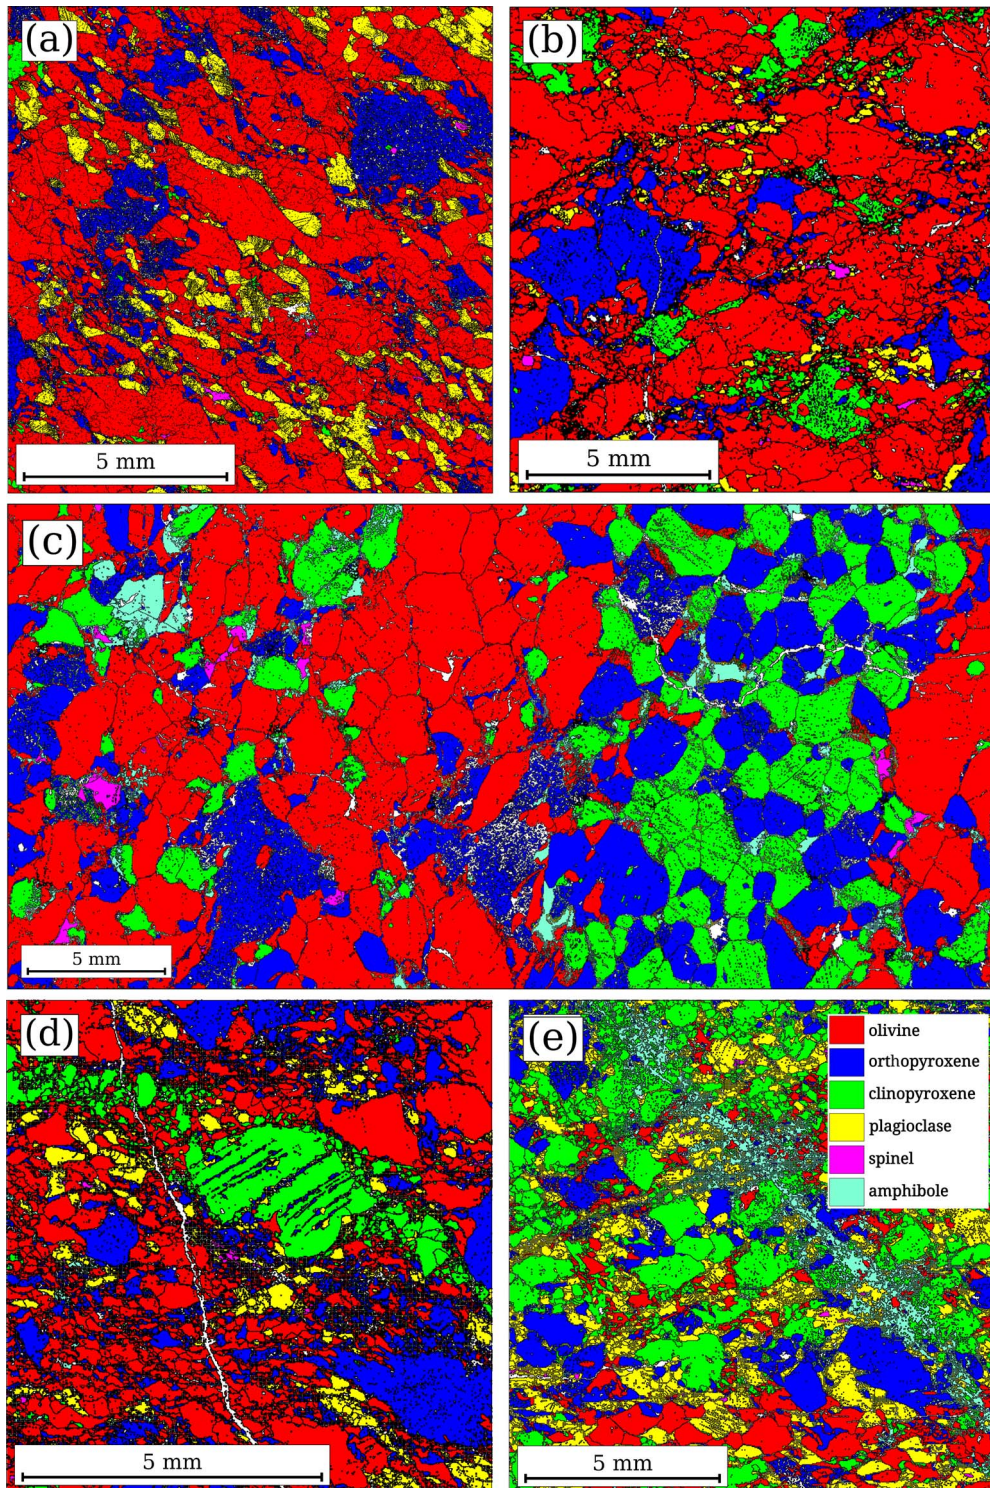 (a)
5 mm
(b)
5 mm
(c)
5 mm
(d)
5 mm
(e)
olivine
orthopyroxene
clinopyroxene
plagioclase
spinel
amphibole
5 mm